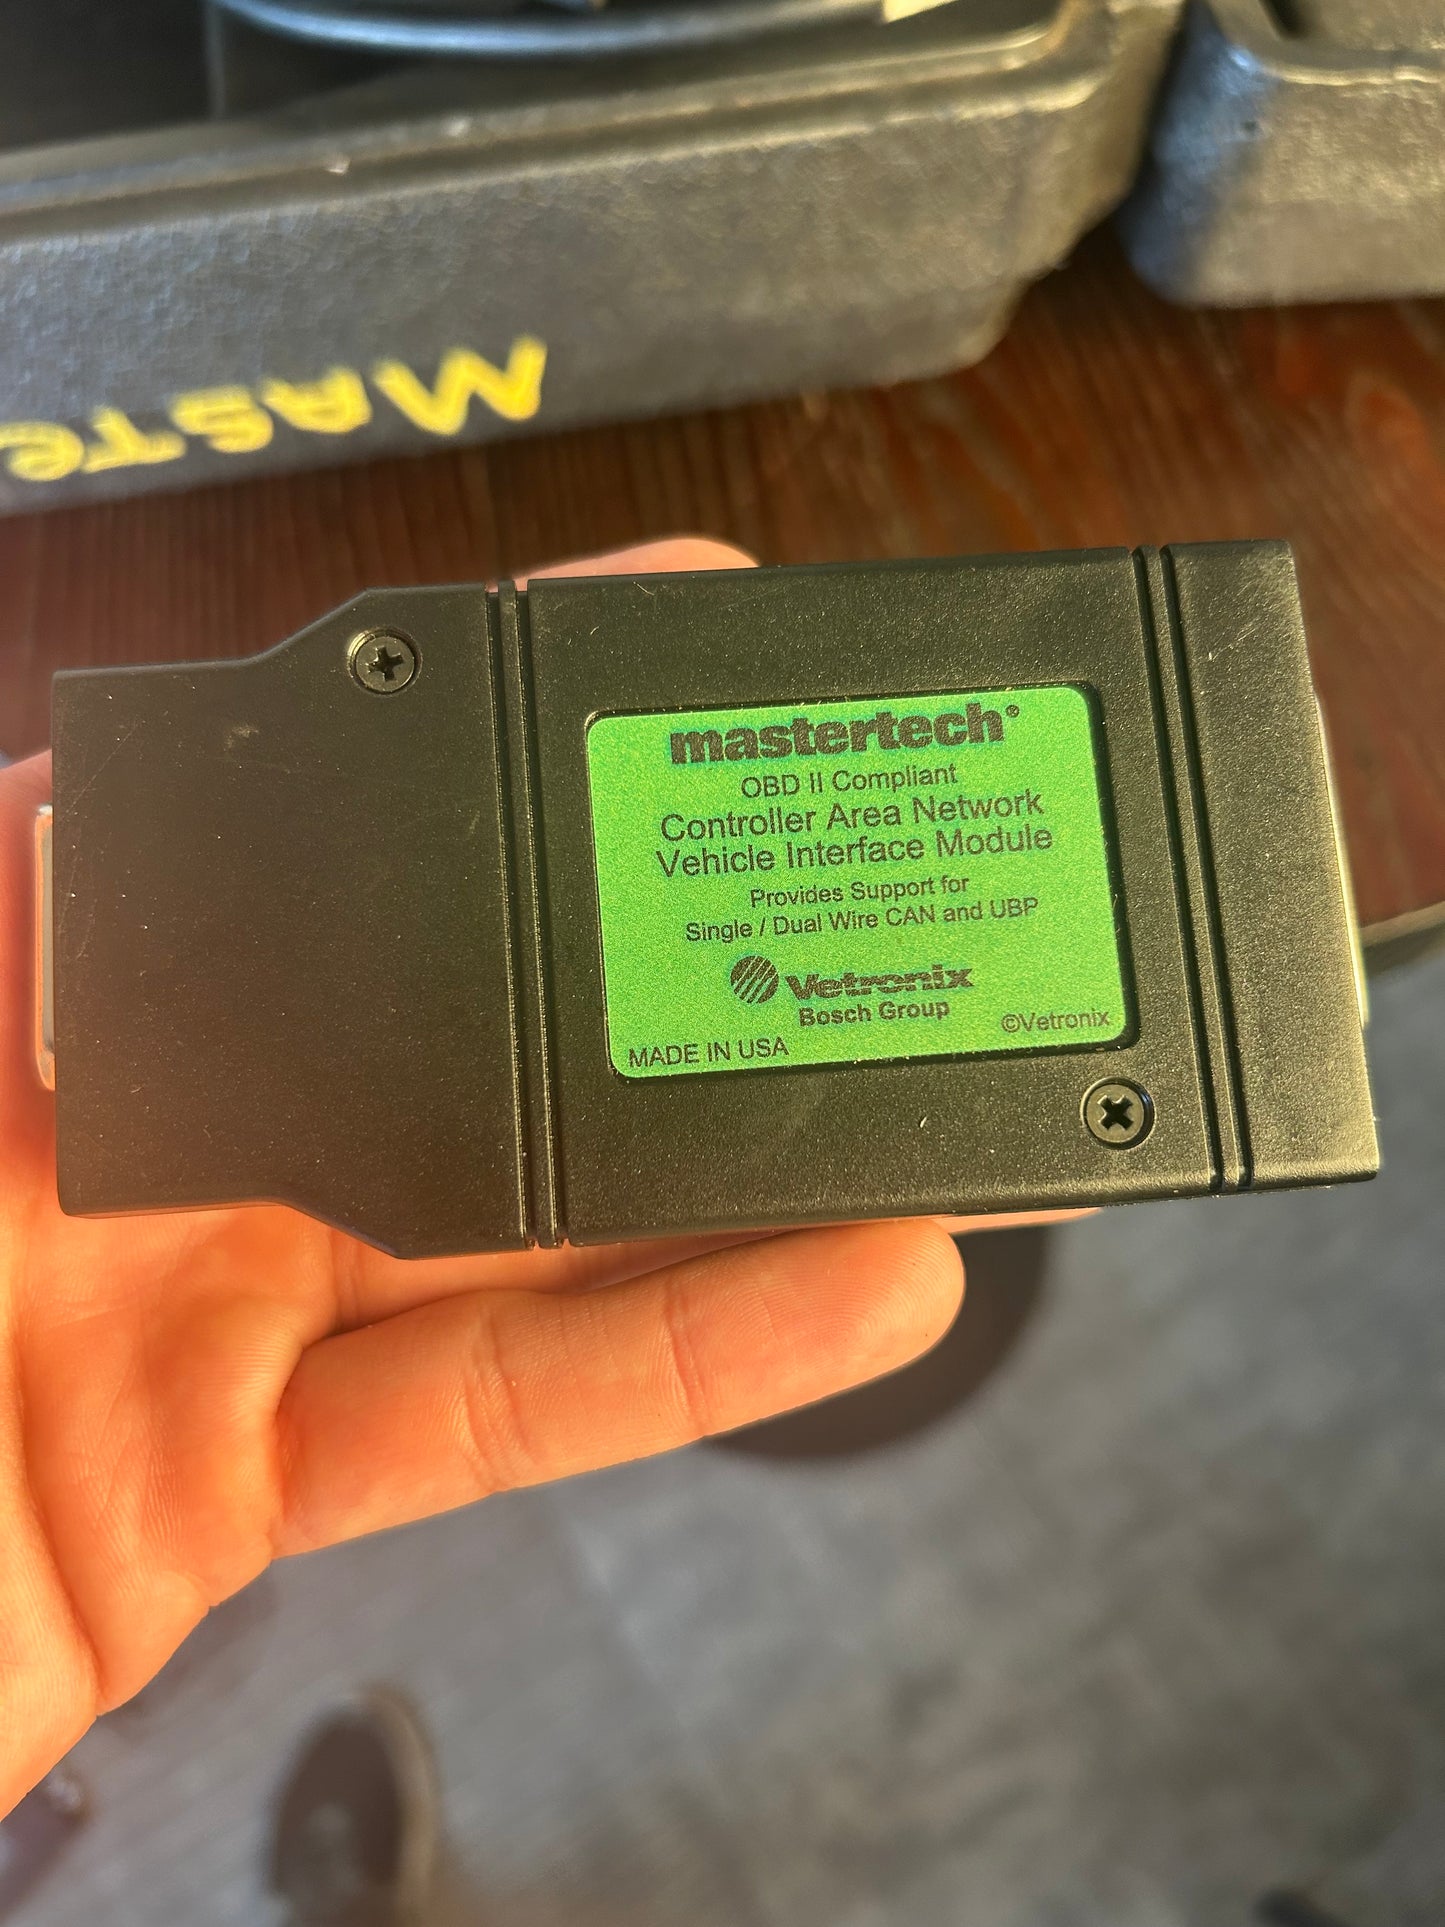 Maste
mastertech®
OBD II Compliant
Controller Area Network
Vehicle Interface Module
Provides Support for
Single / Dual Wire CAN and UBP
Vetronix
Bosch Group
©Vetronix
MADE IN USA